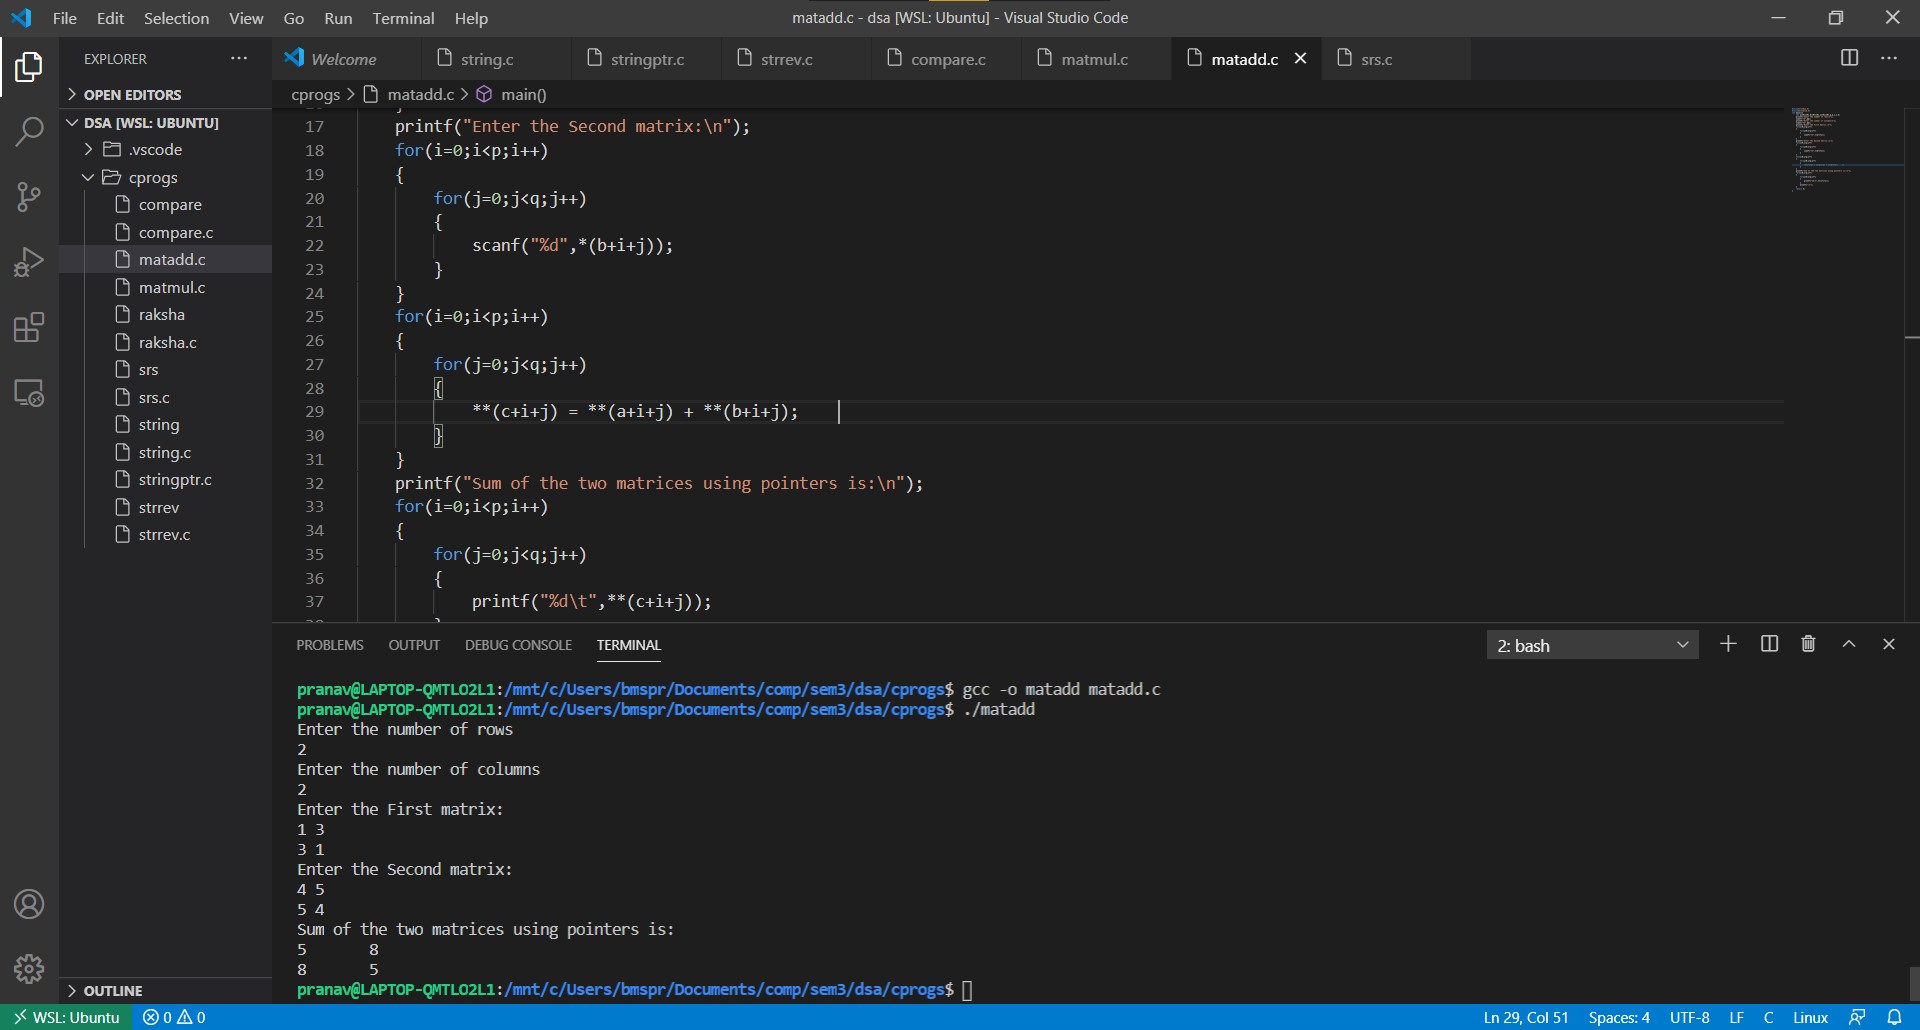 File Edit Selection View Go Run Terminal Help
matadd.c - dsa [WSL: Ubuntu] - Visual Studio Code
EXPLORER
Welcome string.c stringptr.c strrev.c compare.c matmul.c matadd.c srs.c
OPEN EDITORS
cprogs > matadd.c > main()
DSA [WSL: UBUNTU]
.vscode
cprogs
compare
compare.c
matadd.c
matmul.c
raksha
raksha.c
srs
srs.c
string
string.c
stringptr.c
strrev
strrev.c
OUTLINE
17 printf("Enter the Second matrix:\n");
18 for(i=0;i<p;i++)
19 {
20 for(j=0;j<q;j++)
21 {
22 scanf("%d",*(b+i+j));
23 }
24 }
25 for(i=0;i<p;i++)
26 {
27 for(j=0;j<q;j++)
28 {
29 **(c+i+j) = **(a+i+j) + **(b+i+j);
30 }
31 }
32 printf("Sum of the two matrices using pointers is:\n");
33 for(i=0;i<p;i++)
34 {
35 for(j=0;j<q;j++)
36 {
37 printf("%d\t",**(c+i+j));
PROBLEMS OUTPUT DEBUG CONSOLE TERMINAL
2: bash
pranav@LAPTOP-QMTLO2L1:/mnt/c/Users/bmspr/Documents/comp/sem3/dsa/cprogs$ gcc -o matadd matadd.c
pranav@LAPTOP-QMTLO2L1:/mnt/c/Users/bmspr/Documents/comp/sem3/dsa/cprogs$ ./matadd
Enter the number of rows
2
Enter the number of columns
2
Enter the First matrix:
1 3
3 1
Enter the Second matrix:
4 5
5 4
Sum of the two matrices using pointers is:
5 8
8 5
pranav@LAPTOP-QMTLO2L1:/mnt/c/Users/bmspr/Documents/comp/sem3/dsa/cprogs$
WSL: Ubuntu 0 0
Ln 29, Col 51 Spaces: 4 UTF-8 LF C Linux